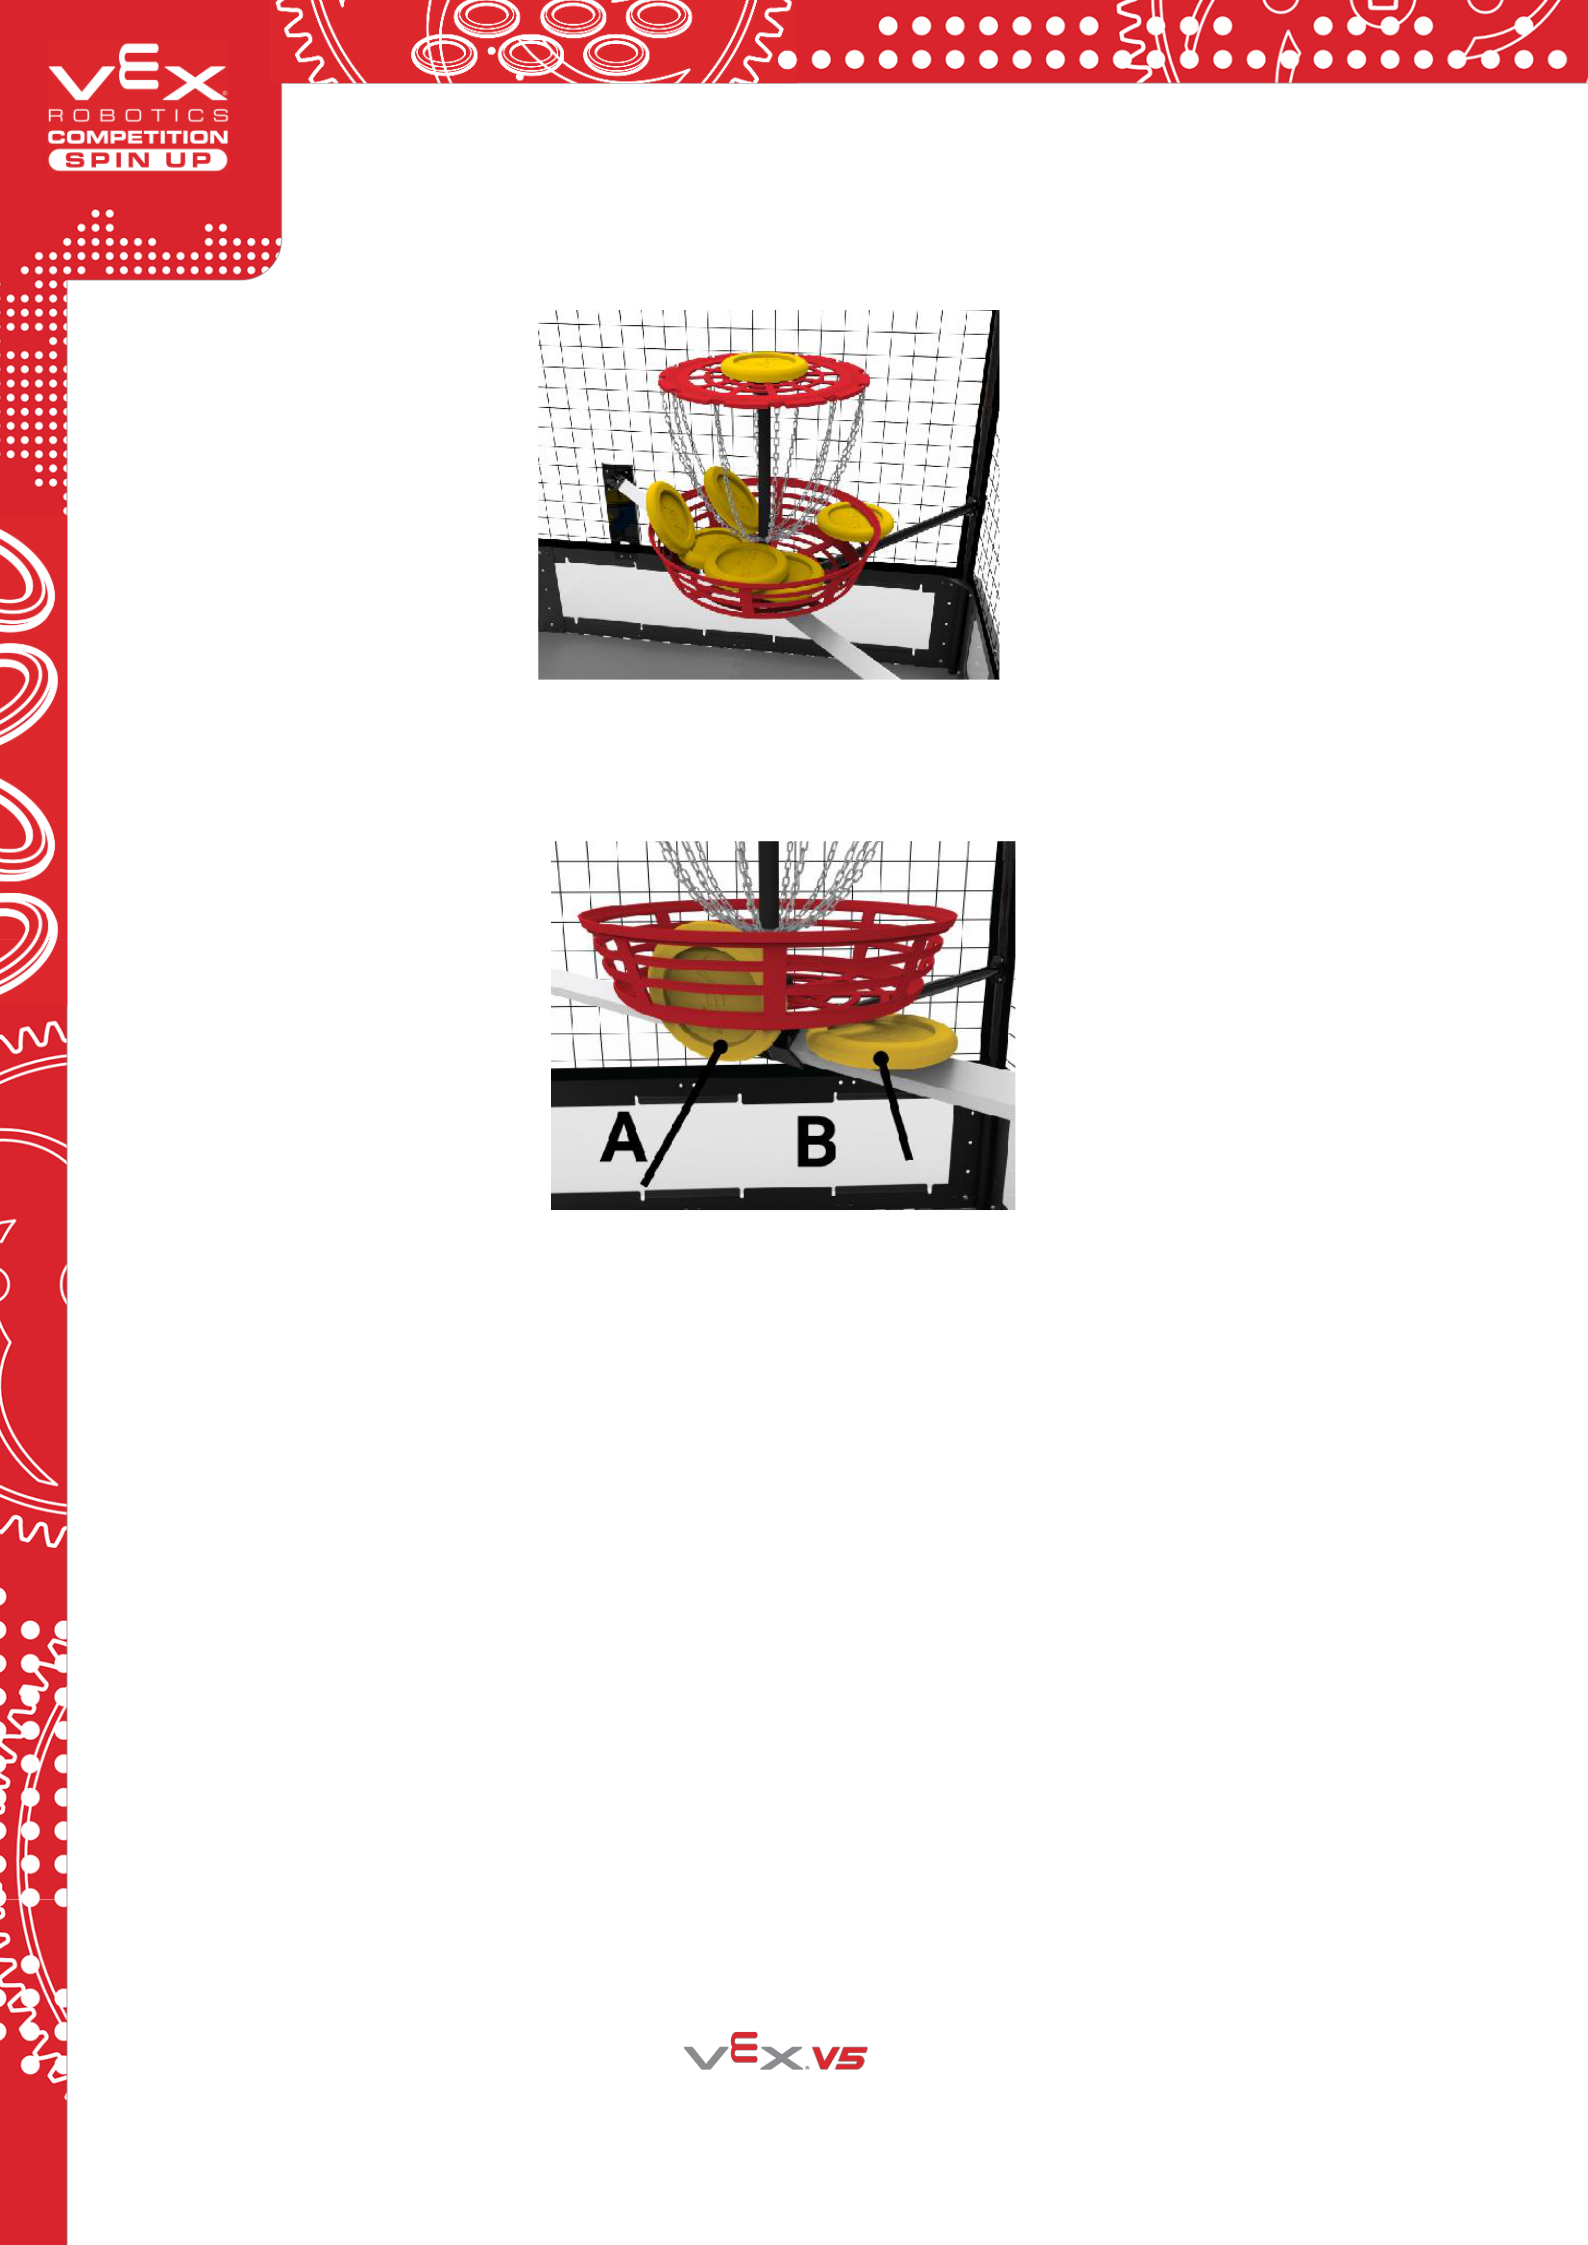 VEX
ROBOTICS
COMPETITION
SPIN UP
A
B
VEX V5